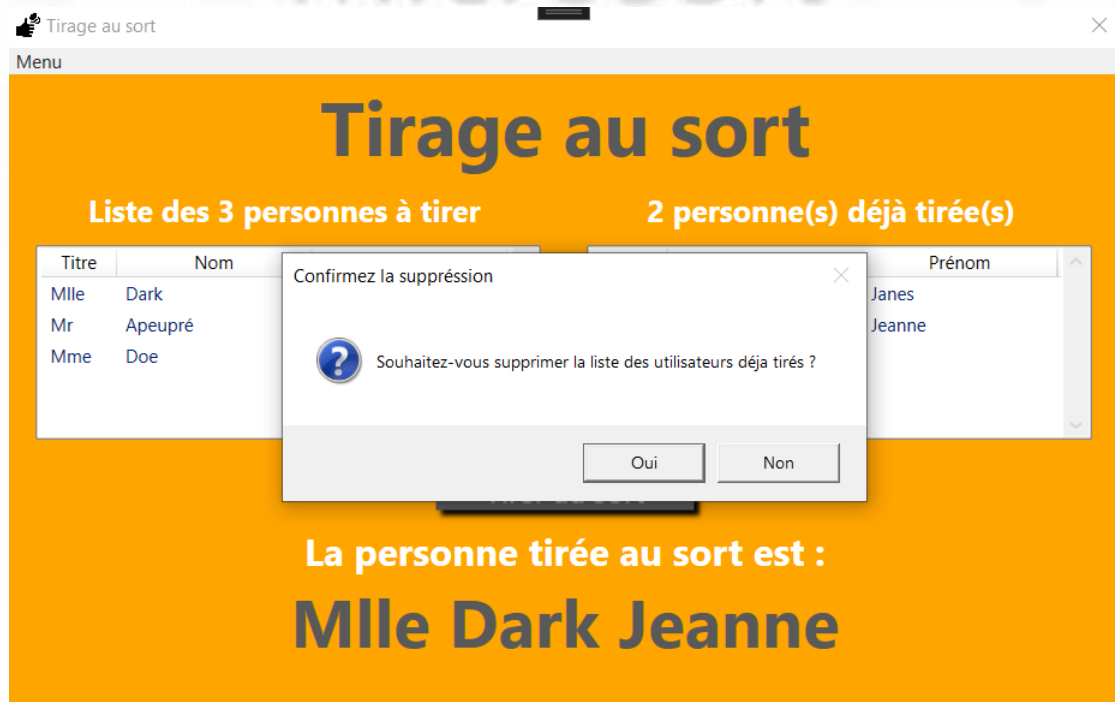 Tirage au sort
Menu
Tirage au sort
Liste des 3 personnes à tirer
2 personne(s) déjà tirée(s)
Titre Nom
Prénom
Mlle Dark
Mr Apeupré
Mme Doe
Janes
Jeanne
Confirmez la suppréssion
Souhaitez-vous supprimer la liste des utilisateurs déja tirés ?
Oui Non
La personne tirée au sort est :
Mlle Dark Jeanne